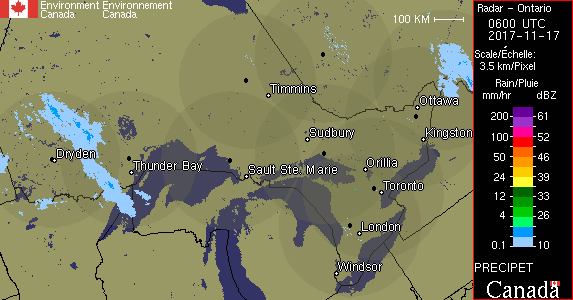 Environment Environnement
Canada Canada
100 KM
Radar - Ontario
0600 UTC
2017-11-17
Scale/Échelle:
3.5 km/Pixel
Rain/Pluie
mm/hr dBZ
200 61
100 52
50 46
24 39
12 33
4 26
0.1 10
PRECIPET
Canada
Timmins
Ottawa
Sudbury
Kingston
Dryden
Thunder Bay
Sault Ste. Marie
Orillia
Toronto
London
Windsor